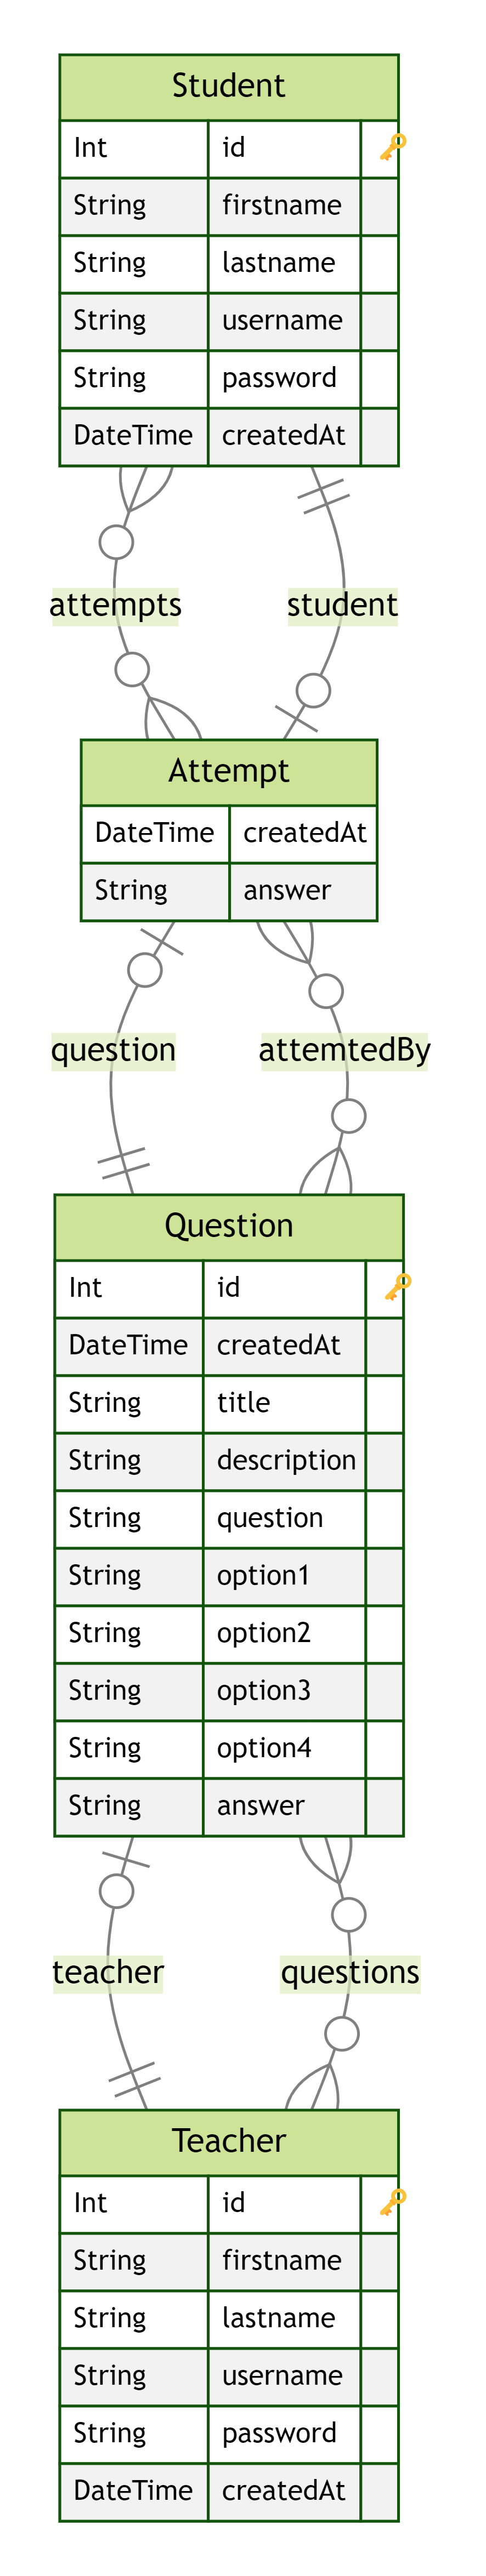 Student
Int id 🔑
String firstname
String lastname
String username
String password
DateTime createdAt
attempts student
Attempt
DateTime createdAt
String answer
question attemtedBy
Question
Int id 🔑
DateTime createdAt
String title
String description
String question
String option1
String option2
String option3
String option4
String answer
teacher questions
Teacher
Int id 🔑
String firstname
String lastname
String username
String password
DateTime createdAt